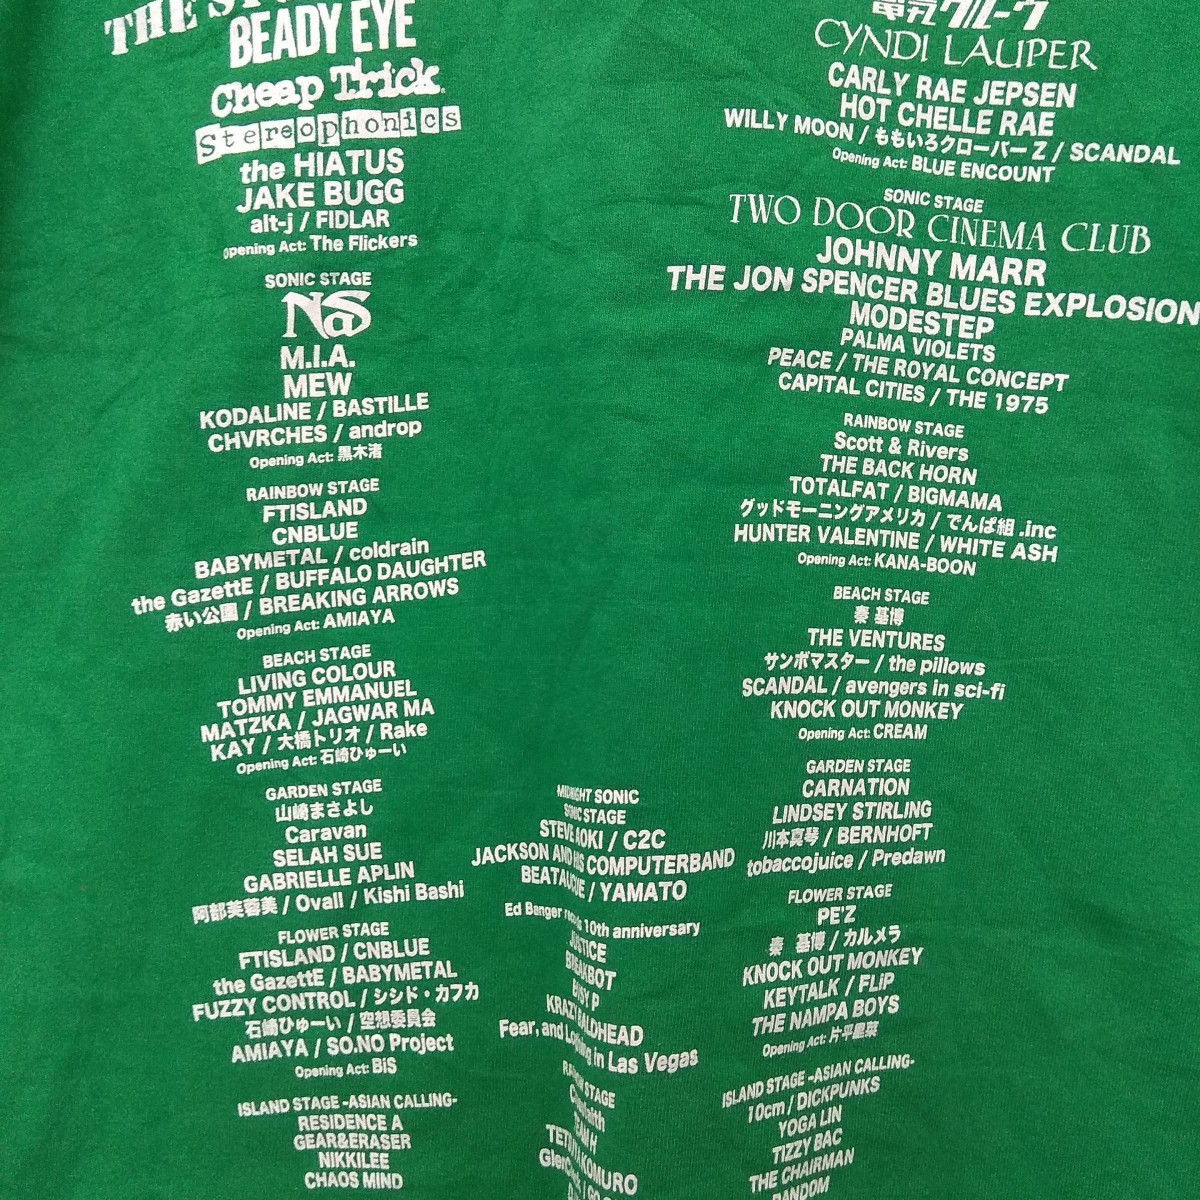 THE
BEADY EYE
Cheap Trick
Stereophonics
the HIATUS
JAKE BUGG
alt-j / FIDLAR
Opening Act: The Flickers
SONIC STAGE
NaS
M.I.A.
MEW
KODALINE / BASTILLE
CHVRCHES / androp
Opening Act: 黒木渚
RAINBOW STAGE
FTISLAND
CNBLUE
BABYMETAL / coldrain
the GazettE / BUFFALO DAUGHTER
赤い公園 / BREAKING ARROWS
Opening Act: AMIAYA
BEACH STAGE
LIVING COLOUR
TOMMY EMMANUEL
MATZKA / JAGWAR MA
KAY / 大橋トリオ / Rake
Opening Act: 石崎ひゅーい
GARDEN STAGE
山崎まさよし
Caravan
SELAH SUE
GABRIELLE APLIN
阿部芙蓉美 / Ovall / Kishi Bashi
FLOWER STAGE
FTISLAND / CNBLUE
the GazettE / BABYMETAL
FUZZY CONTROL / シシド・カフカ
石崎ひゅーい / 空想委員会
AMIAYA / SO.NO Project
Opening Act: BiS
ISLAND STAGE -ASIAN CALLING-
RESIDENCE A
GEAR&ERASER
NIKKILEE
CHAOS MIND
MIDNIGHT SONIC
SONIC STAGE
STEVE AOKI / C2C
JACKSON AND HIS COMPUTERBAND
BEATAUCUE / YAMATO
Ed Banger records 10th anniversary
JUSTICE
BREAKBOT
BUSY P
KRAZY BALDHEAD
Fear, and Loathing in Las Vegas
RAINBOW STAGE
TEAM H
TETSUYA KOMURO
電気グルーヴ
CYNDI LAUPER
CARLY RAE JEPSEN
HOT CHELLE RAE
WILLY MOON / ももいろクローバー Z / SCANDAL
Opening Act: BLUE ENCOUNT
SONIC STAGE
TWO DOOR CINEMA CLUB
JOHNNY MARR
THE JON SPENCER BLUES EXPLOSION
MODESTEP
PALMA VIOLETS
PEACE / THE ROYAL CONCEPT
CAPITAL CITIES / THE 1975
RAINBOW STAGE
Scott & Rivers
THE BACK HORN
TOTALFAT / BIGMAMA
グッドモーニングアメリカ / でんぱ組.inc
HUNTER VALENTINE / WHITE ASH
Opening Act: KANA-BOON
BEACH STAGE
秦 基博
THE VENTURES
サンボマスター / the pillows
SCANDAL / avengers in sci-fi
KNOCK OUT MONKEY
Opening Act: CREAM
GARDEN STAGE
CARNATION
LINDSEY STIRLING
川本真琴 / BERNHOFT
tobaccojuice / Predawn
FLOWER STAGE
PE'Z
秦 基博 / カルメラ
KNOCK OUT MONKEY
KEYTALK / FLiP
THE NAMPA BOYS
Opening Act: 片平里菜
ISLAND STAGE -ASIAN CALLING-
10cm / DICKPUNKS
YOGA LIN
TIZZY BAC
THE CHAIRMAN
RANDOM